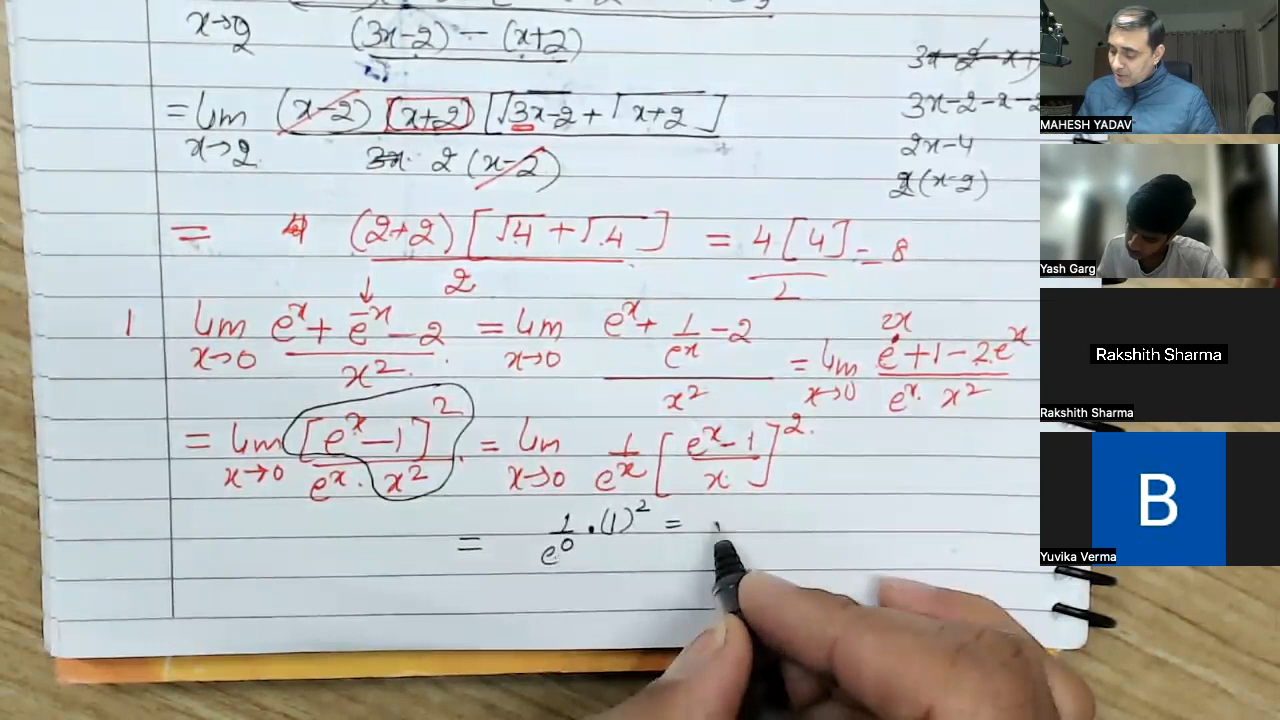 x→2 (3x-2) - (x+2)
= Lim (x-2) [x+2] [√3x-2 + √x+2]
x→2 2 (x-2)
3x-2-x-2
2x-4
2(x-2)
= (2+2) [√4 + √4] / 2 = 4[4] / 2 = 8
1 Lim e^x + e^-x - 2 / x² = Lim e^x + 1/e^x - 2 / x² = Lim e^2x + 1 - 2e^x / e^x · x²
x→0 x→0 x→0
= Lim [e^x - 1]² / e^x · x² = Lim 1/e^x [e^x - 1 / x]²
x→0 x→0
= 1/e^0 · (1)² =
MAHESH YADAV
Yash Garg
Rakshith Sharma
Rakshith Sharma
B
Yuvika Verma